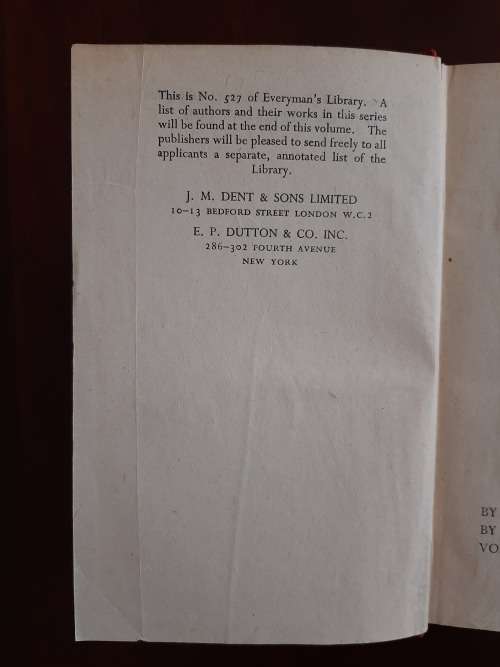 This is No. 527 of Everyman's Library. A
list of authors and their works in this series
will be found at the end of this volume. The
publishers will be pleased to send freely to all
applicants a separate, annotated list of the
Library.
J. M. DENT & SONS LIMITED
10–13 BEDFORD STREET LONDON W.C.2
E. P. DUTTON & CO. INC.
286–302 FOURTH AVENUE
NEW YORK
BY
BY
VO